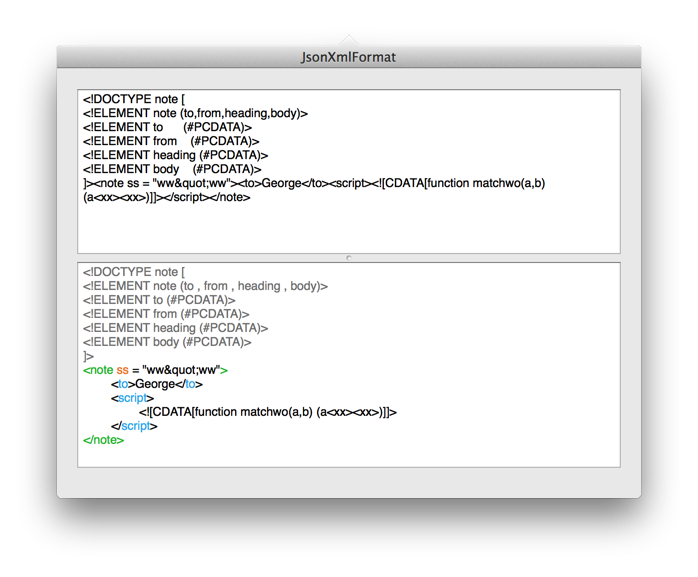 JsonXmlFormat
<!DOCTYPE note [
<!ELEMENT note (to,from,heading,body)>
<!ELEMENT to      (#PCDATA)>
<!ELEMENT from    (#PCDATA)>
<!ELEMENT heading (#PCDATA)>
<!ELEMENT body    (#PCDATA)>
]><note ss = "ww&quot;ww"><to>George</to><script><![CDATA[function matchwo(a,b)
(a<xx><xx>)]]></script></note>
<!DOCTYPE note [
<!ELEMENT note (to , from , heading , body)>
<!ELEMENT to (#PCDATA)>
<!ELEMENT from (#PCDATA)>
<!ELEMENT heading (#PCDATA)>
<!ELEMENT body (#PCDATA)>
]>
<note ss = "ww&quot;ww">
<to>George</to>
<script>
<![CDATA[function matchwo(a,b) (a<xx><xx>)]]>
</script>
</note>